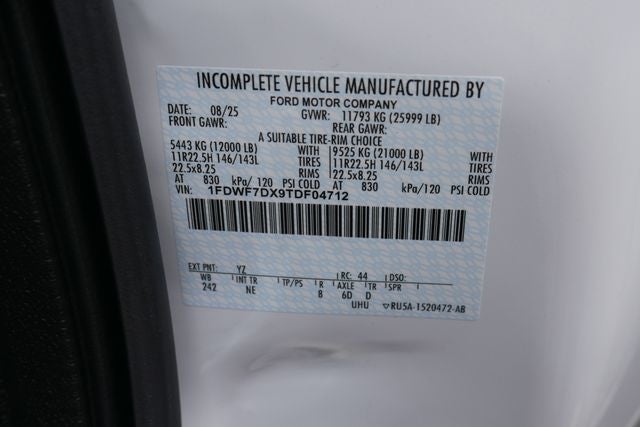 INCOMPLETE VEHICLE MANUFACTURED BY
FORD MOTOR COMPANY
DATE: 08/25 GVWR: 11793 KG (25999 LB)
FRONT GAWR: REAR GAWR:
A SUITABLE TIRE-RIM CHOICE
5443 KG (12000 LB) WITH 9525 KG (21000 LB) WITH
11R22.5H 146/143L TIRES 11R22.5H 146/143L TIRES
22.5x8.25 RIMS 22.5x8.25 RIMS
@ 830 kPa/120 PSI COLD AT 830 kPa/120 PSI COLD
VIN: 1FDWF7DX9TDF04712
EXT PNT: YZ RC: 44 DSO:
WB INT TR TP/PS R AXLE TR SPR
242 NE 8 6D D
UHU ▽RU5A-1520472-AB